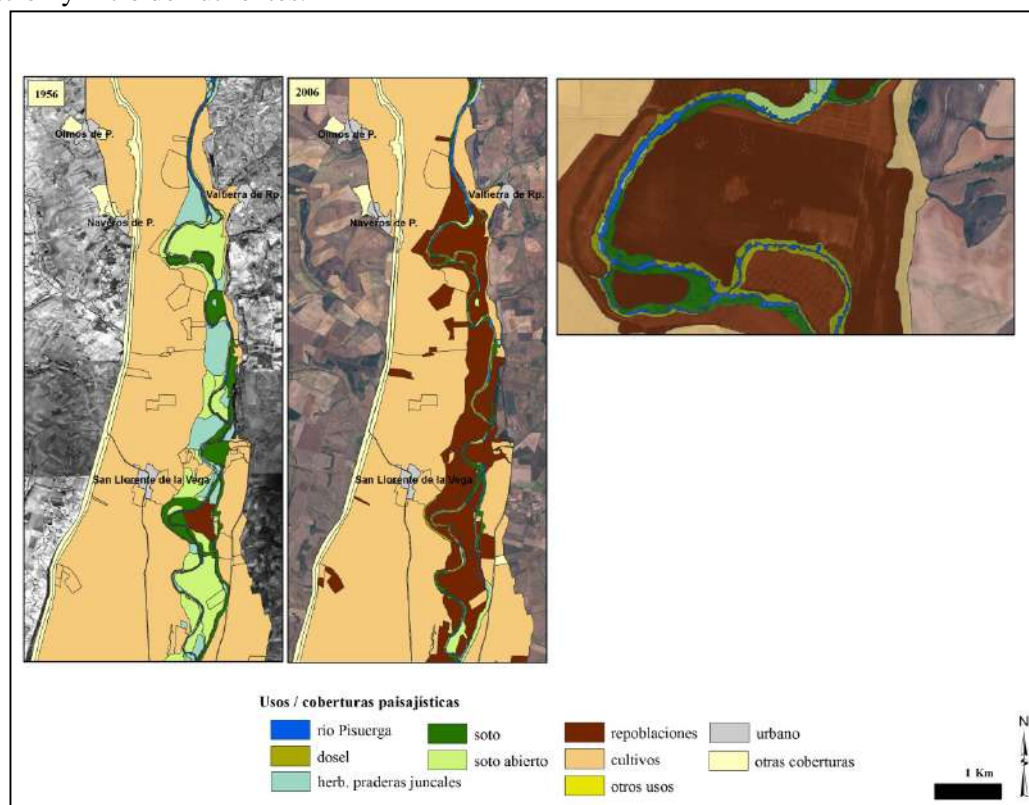 1956
Olmos de P.
Valtierra de Rp.
Naveros de P.
San Llorente de la Vega
2006
Olmos de P.
Valtierra de Rp.
Naveros de P.
San Llorente de la Vega
Usos / coberturas paisajísticas
río Pisuerga
dosel
herb. praderas juncales
soto
soto abierto
repoblaciones
cultivos
otros usos
urbano
otras coberturas
1 Km
N